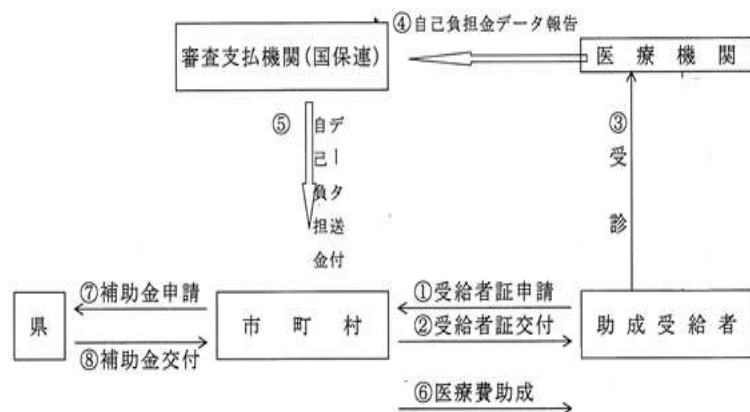 ④自己負担金データ報告
審査支払機関(国保連)
医療機関
⑤
自己負担金
データ送付
③受診
⑦補助金申請
①受給者証申請
県
市町村
②受給者証交付
助成受給者
⑧補助金交付
⑥医療費助成